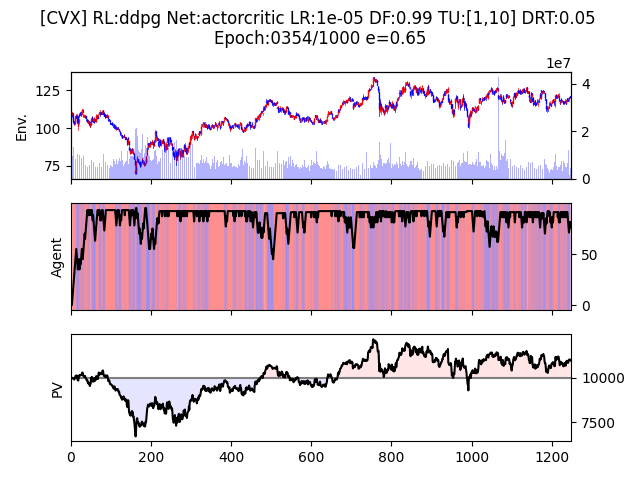 [CVX] RL:ddpg Net:actorcritic LR:1e-05 DF:0.99 TU:[1,10] DRT:0.05
Epoch:0354/1000 e=0.65
1e7
125
100
75
Env.
4
2
0
Agent
50
0
PV
10000
7500
0 200 400 600 800 1000 1200